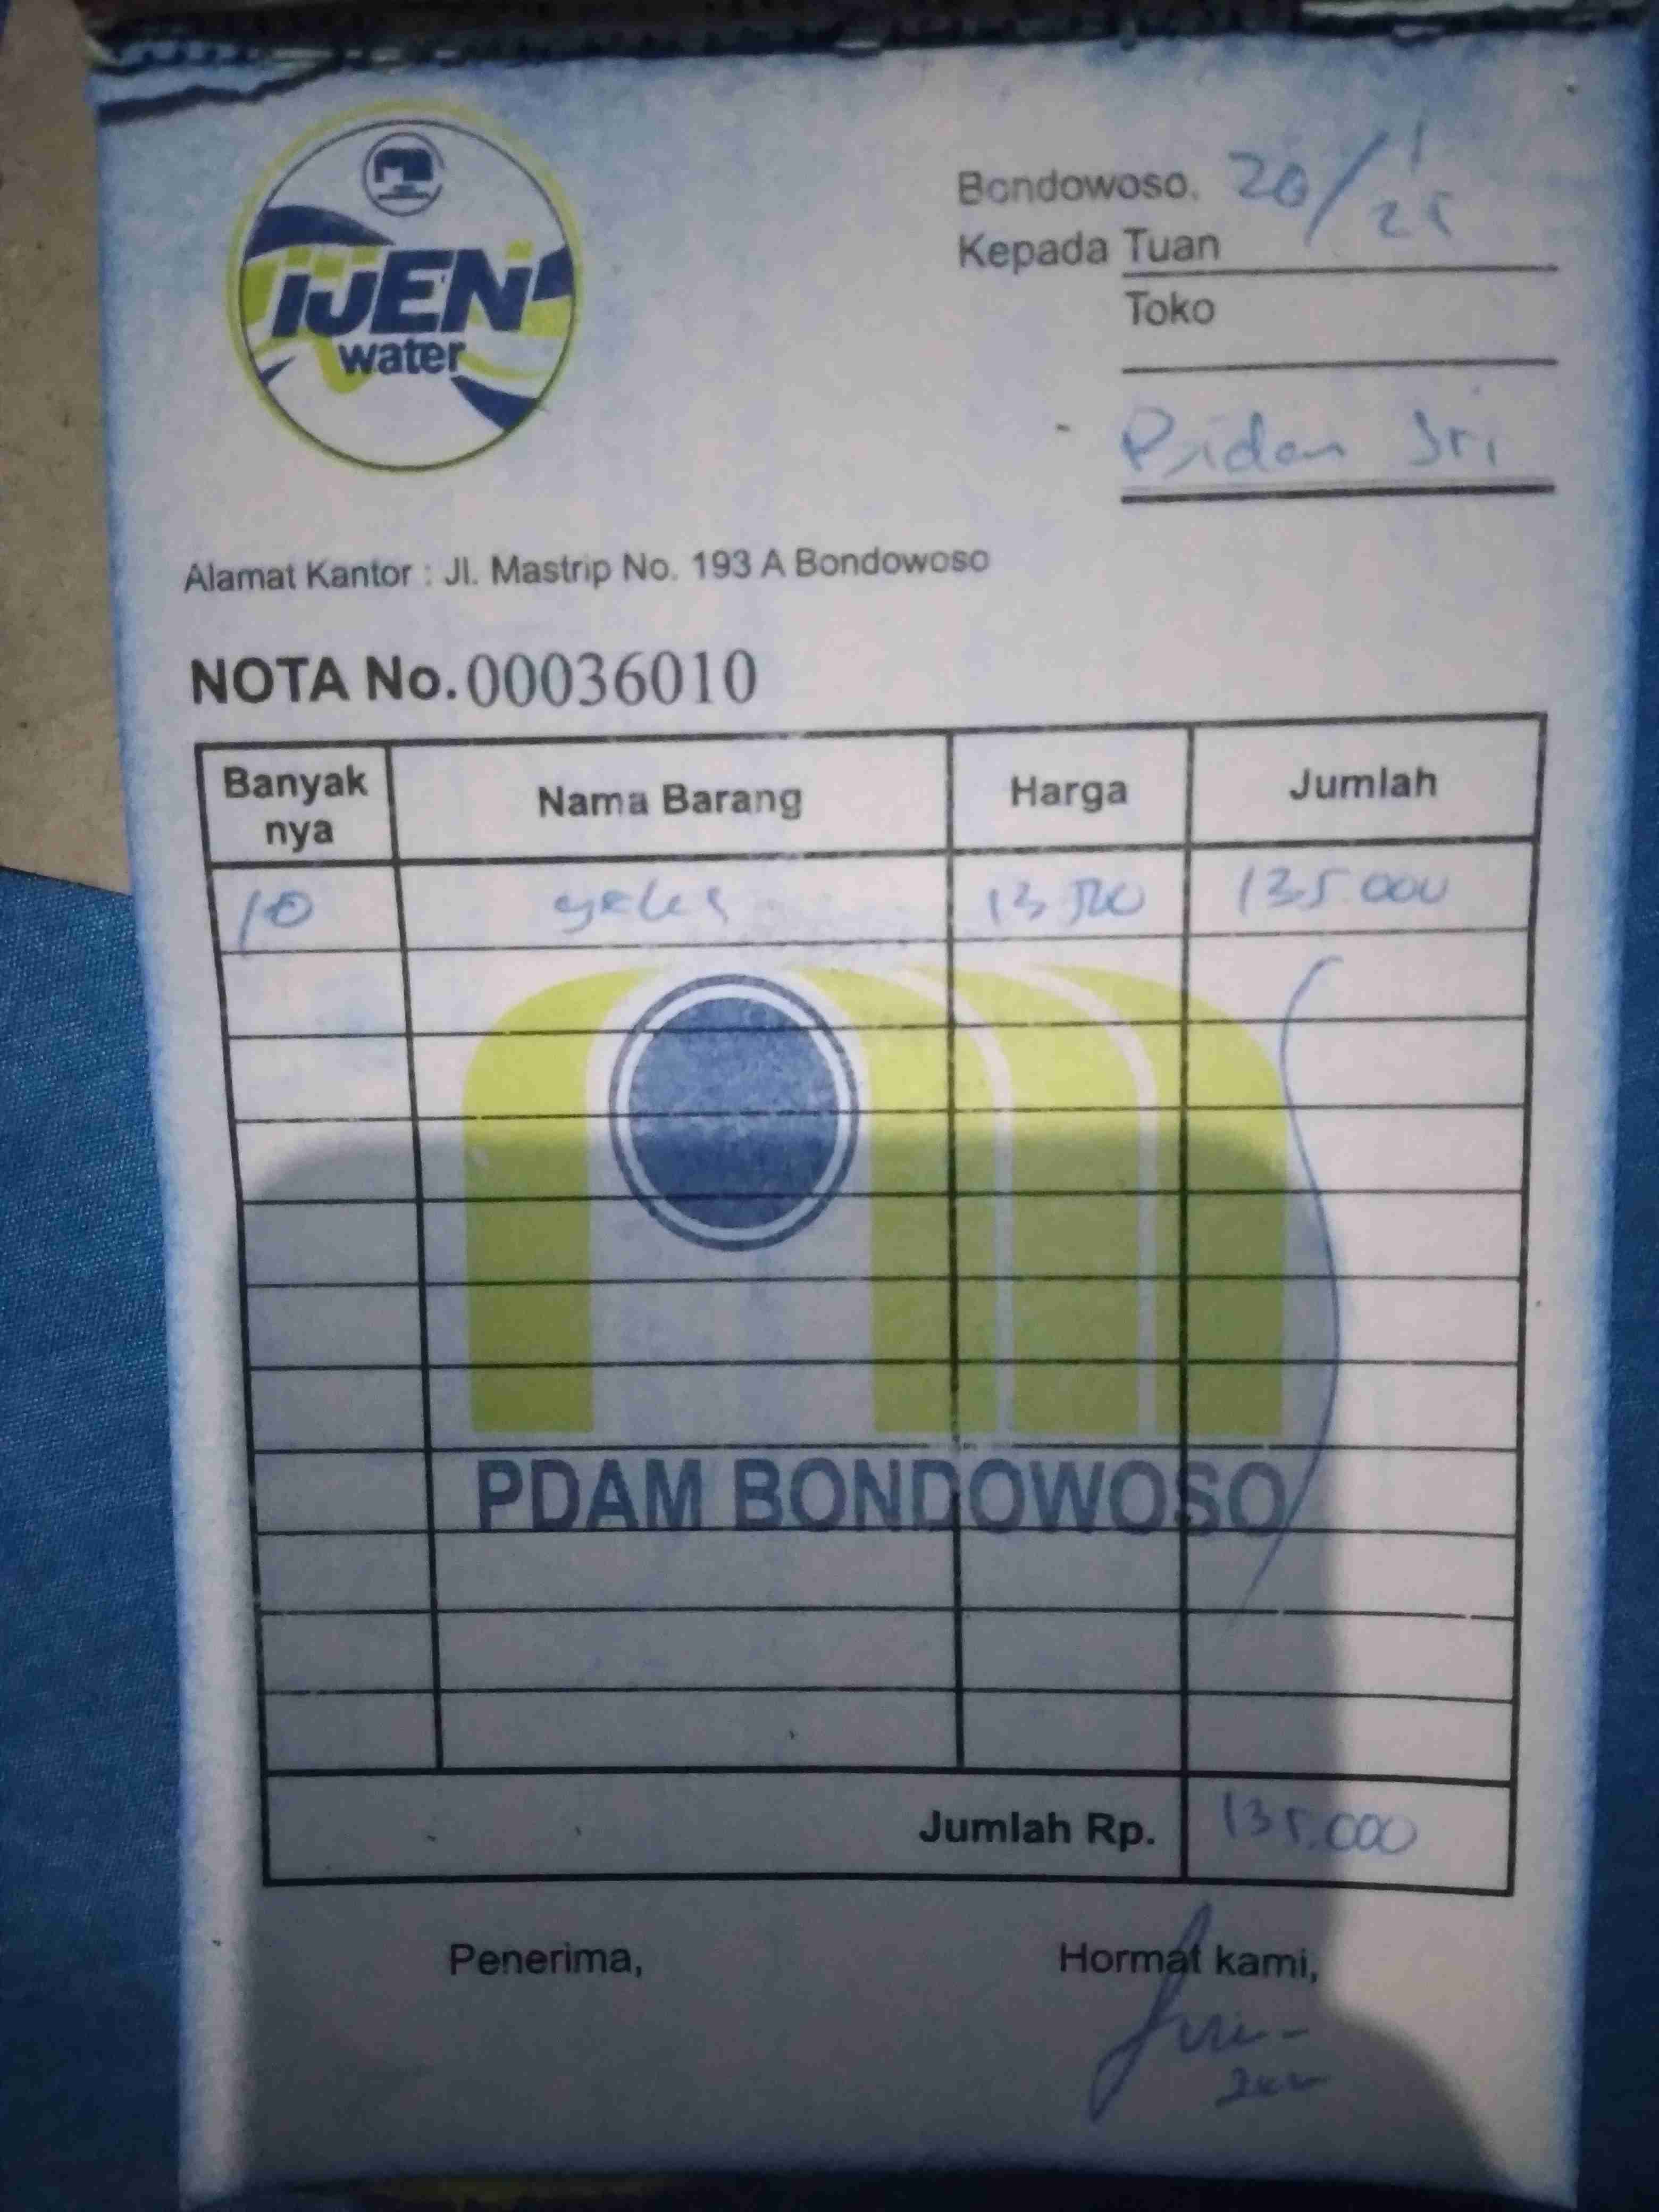 IJEN
water
Bondowoso, 20/1
25
Kepada Tuan
Toko
Bidan Sri
Alamat Kantor : Jl. Mastrip No. 193 A Bondowoso
NOTA No. 00036010
Banyak nya Nama Barang Harga Jumlah
10 gelas 13.500 135.000
PDAM BONDOWOSO
Jumlah Rp. 135.000
Penerima, Hormat kami,